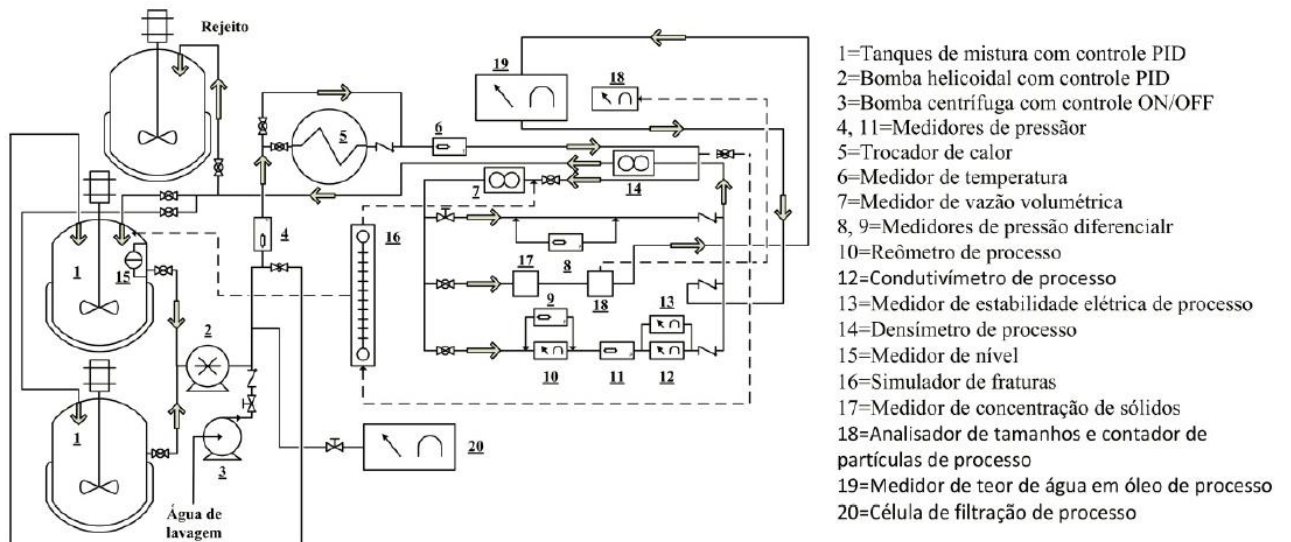 Rejeito
19
18
5
6
7
14
4
16
1
15
8
17
18
13
9
2
10
11
12
1
3
20
Água de
lavagem
1=Tanques de mistura com controle PID
2=Bomba helicoidal com controle PID
3=Bomba centrífuga com controle ON/OFF
4, 11=Medidores de pressãor
5=Trocador de calor
6=Medidor de temperatura
7=Medidor de vazão volumétrica
8, 9=Medidores de pressão diferencialr
10=Reômetro de processo
12=Condutivímetro de processo
13=Medidor de estabilidade elétrica de processo
14=Densímetro de processo
15=Medidor de nível
16=Simulador de fraturas
17=Medidor de concentração de sólidos
18=Analisador de tamanhos e contador de
partículas de processo
19=Medidor de teor de água em óleo de processo
20=Célula de filtração de processo